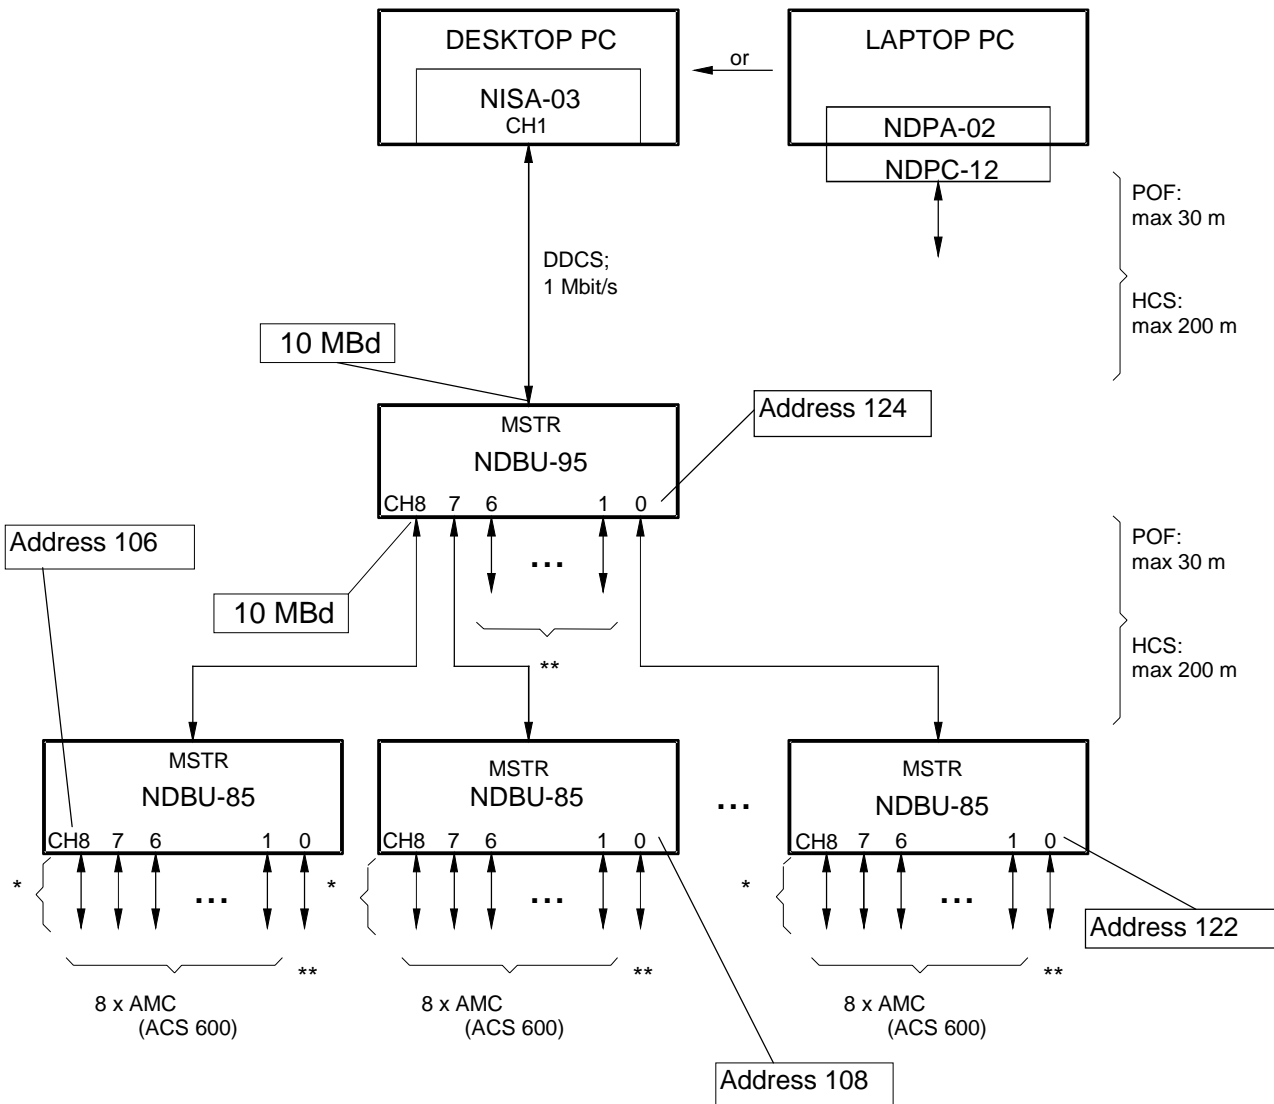 DESKTOP PC
NISA-03
CH1
or
LAPTOP PC
NDPA-02
NDPC-12
POF:
max 30 m
HCS:
max 200 m
DDCS;
1 Mbit/s
10 MBd
Address 124
MSTR
NDBU-95
CH8 7 6 1 0
...
Address 106
10 MBd
**
POF:
max 30 m
HCS:
max 200 m
MSTR
NDBU-85
CH8 7 6 1 0
MSTR
NDBU-85
CH8 7 6 1 0
...
MSTR
NDBU-85
CH8 7 6 1 0
* ... * ... * ...
Address 122
** ** **
8 x AMC
(ACS 600)
8 x AMC
(ACS 600)
8 x AMC
(ACS 600)
Address 108